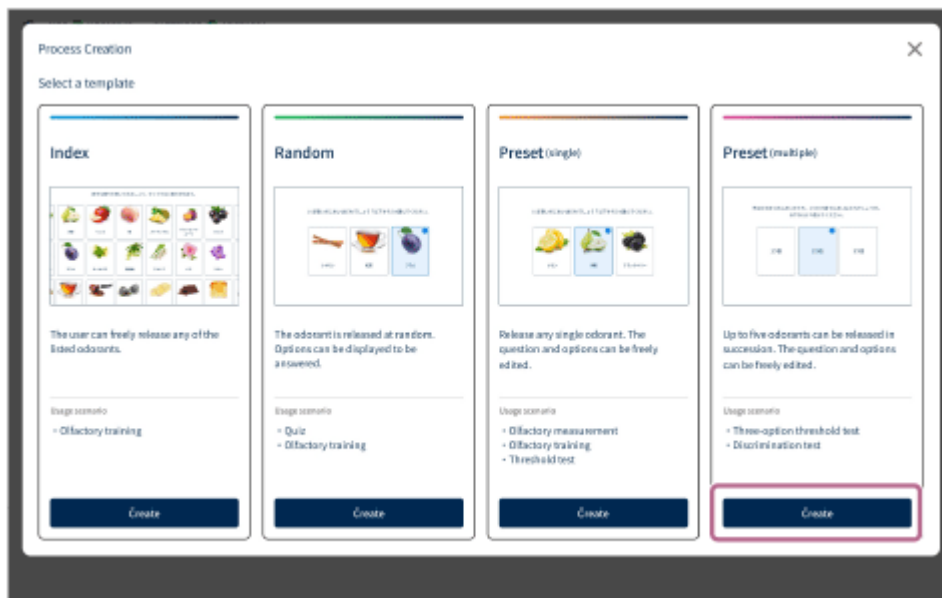 Process Creation
Select a template
Index
The user can freely release any of the
listed odorants.
Usage scenario
・Olfactory training
Create
Random
The odorant is released at random.
Options can be displayed to be
answered.
Usage scenario
・Quiz
・Olfactory training
Create
Preset (single)
Release any single odorant. The
question and options can be freely
edited.
Usage scenario
・Olfactory measurement
・Olfactory training
・Threshold test
Create
Preset (multiple)
Up to five odorants can be released in
succession. The question and options
can be freely edited.
Usage scenario
・Three-option threshold test
・Discrimination test
Create